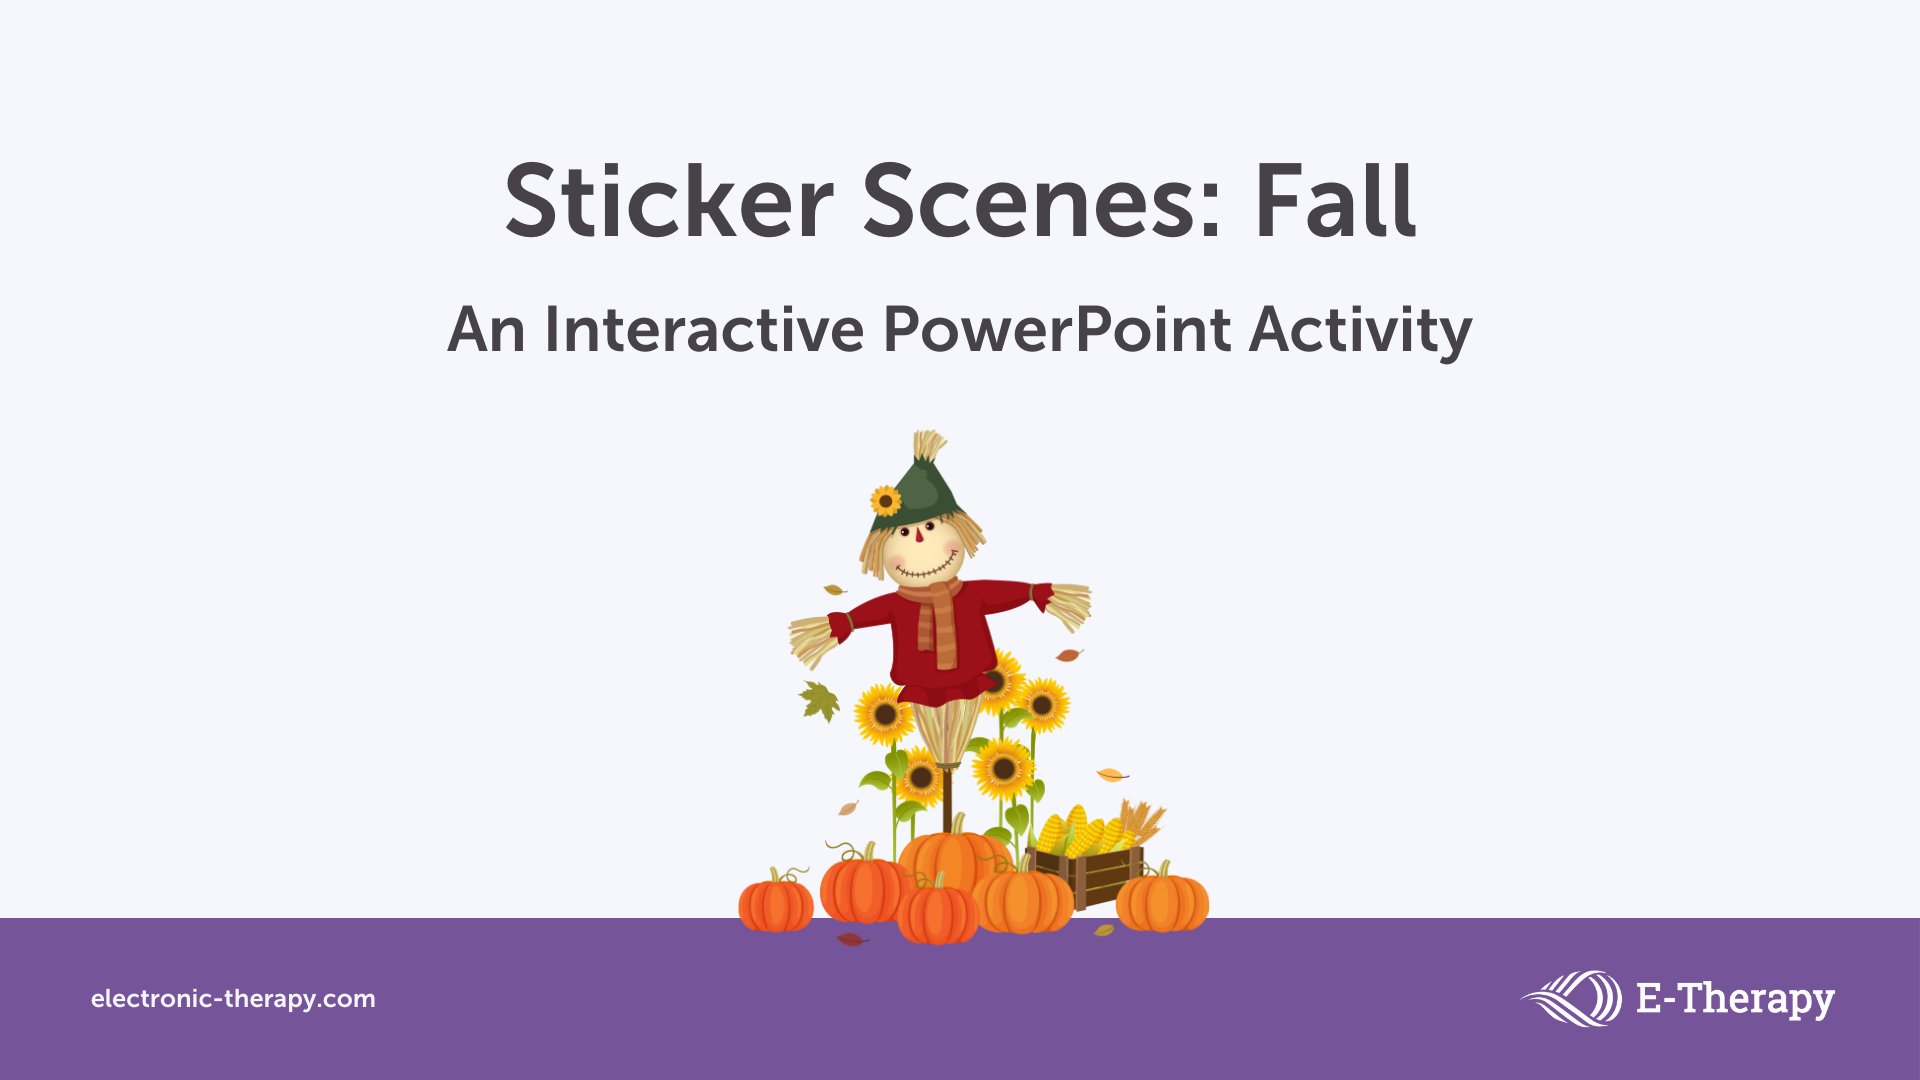 Sticker Scenes: Fall
An Interactive PowerPoint Activity
electronic-therapy.com
E-Therapy